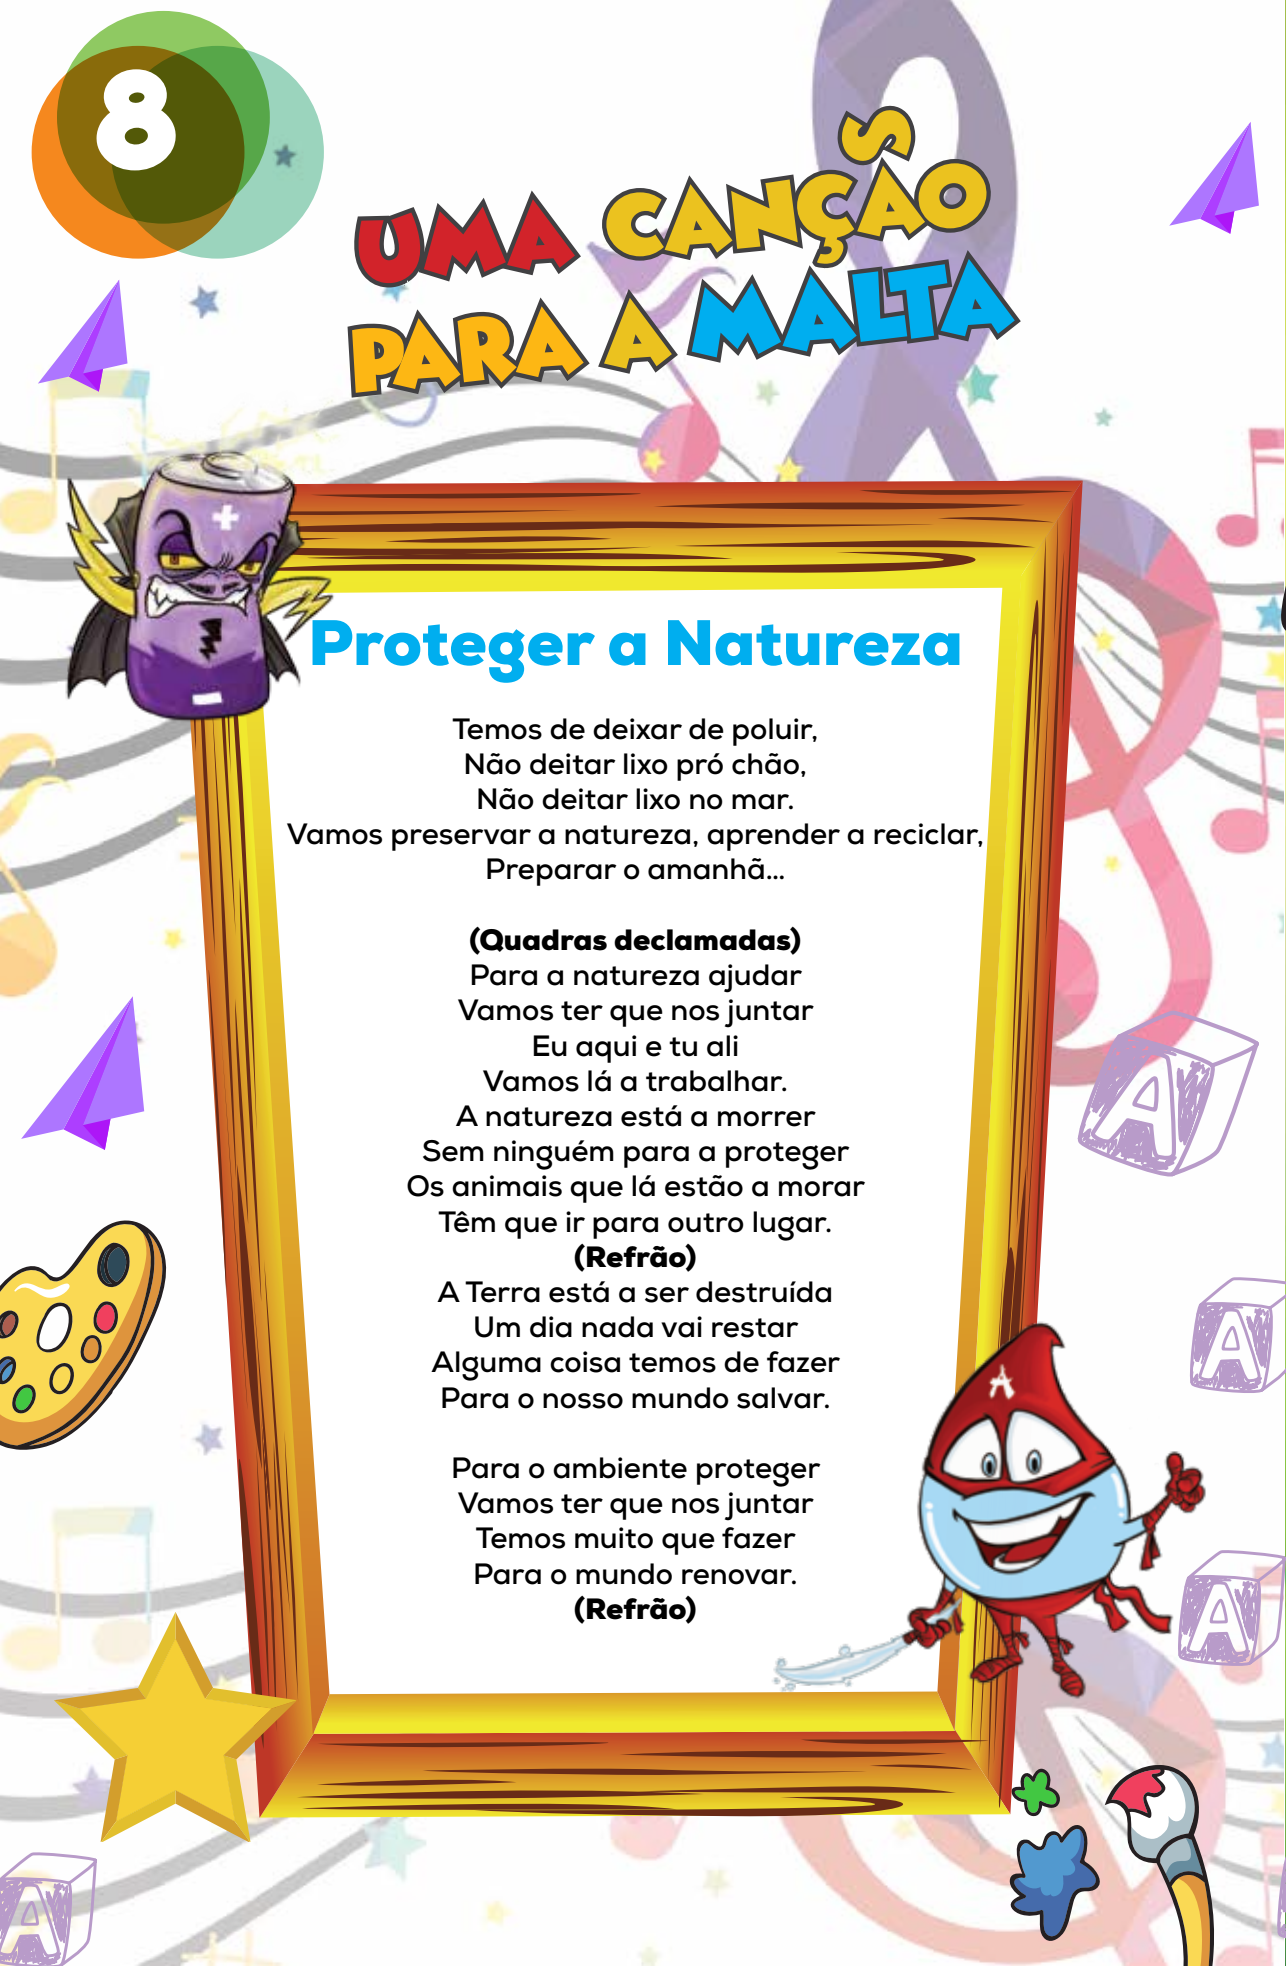 8
UMA CANÇÃO
PARA A MALTA
Proteger a Natureza
Temos de deixar de poluir,
Não deitar lixo pró chão,
Não deitar lixo no mar.
Vamos preservar a natureza, aprender a reciclar,
Preparar o amanhã...
(Quadras declamadas)
Para a natureza ajudar
Vamos ter que nos juntar
Eu aqui e tu ali
Vamos lá a trabalhar.
A natureza está a morrer
Sem ninguém para a proteger
Os animais que lá estão a morar
Têm que ir para outro lugar.
(Refrão)
A Terra está a ser destruída
Um dia nada vai restar
Alguma coisa temos de fazer
Para o nosso mundo salvar.
Para o ambiente proteger
Vamos ter que nos juntar
Temos muito que fazer
Para o mundo renovar.
(Refrão)
A
A
A
A
A